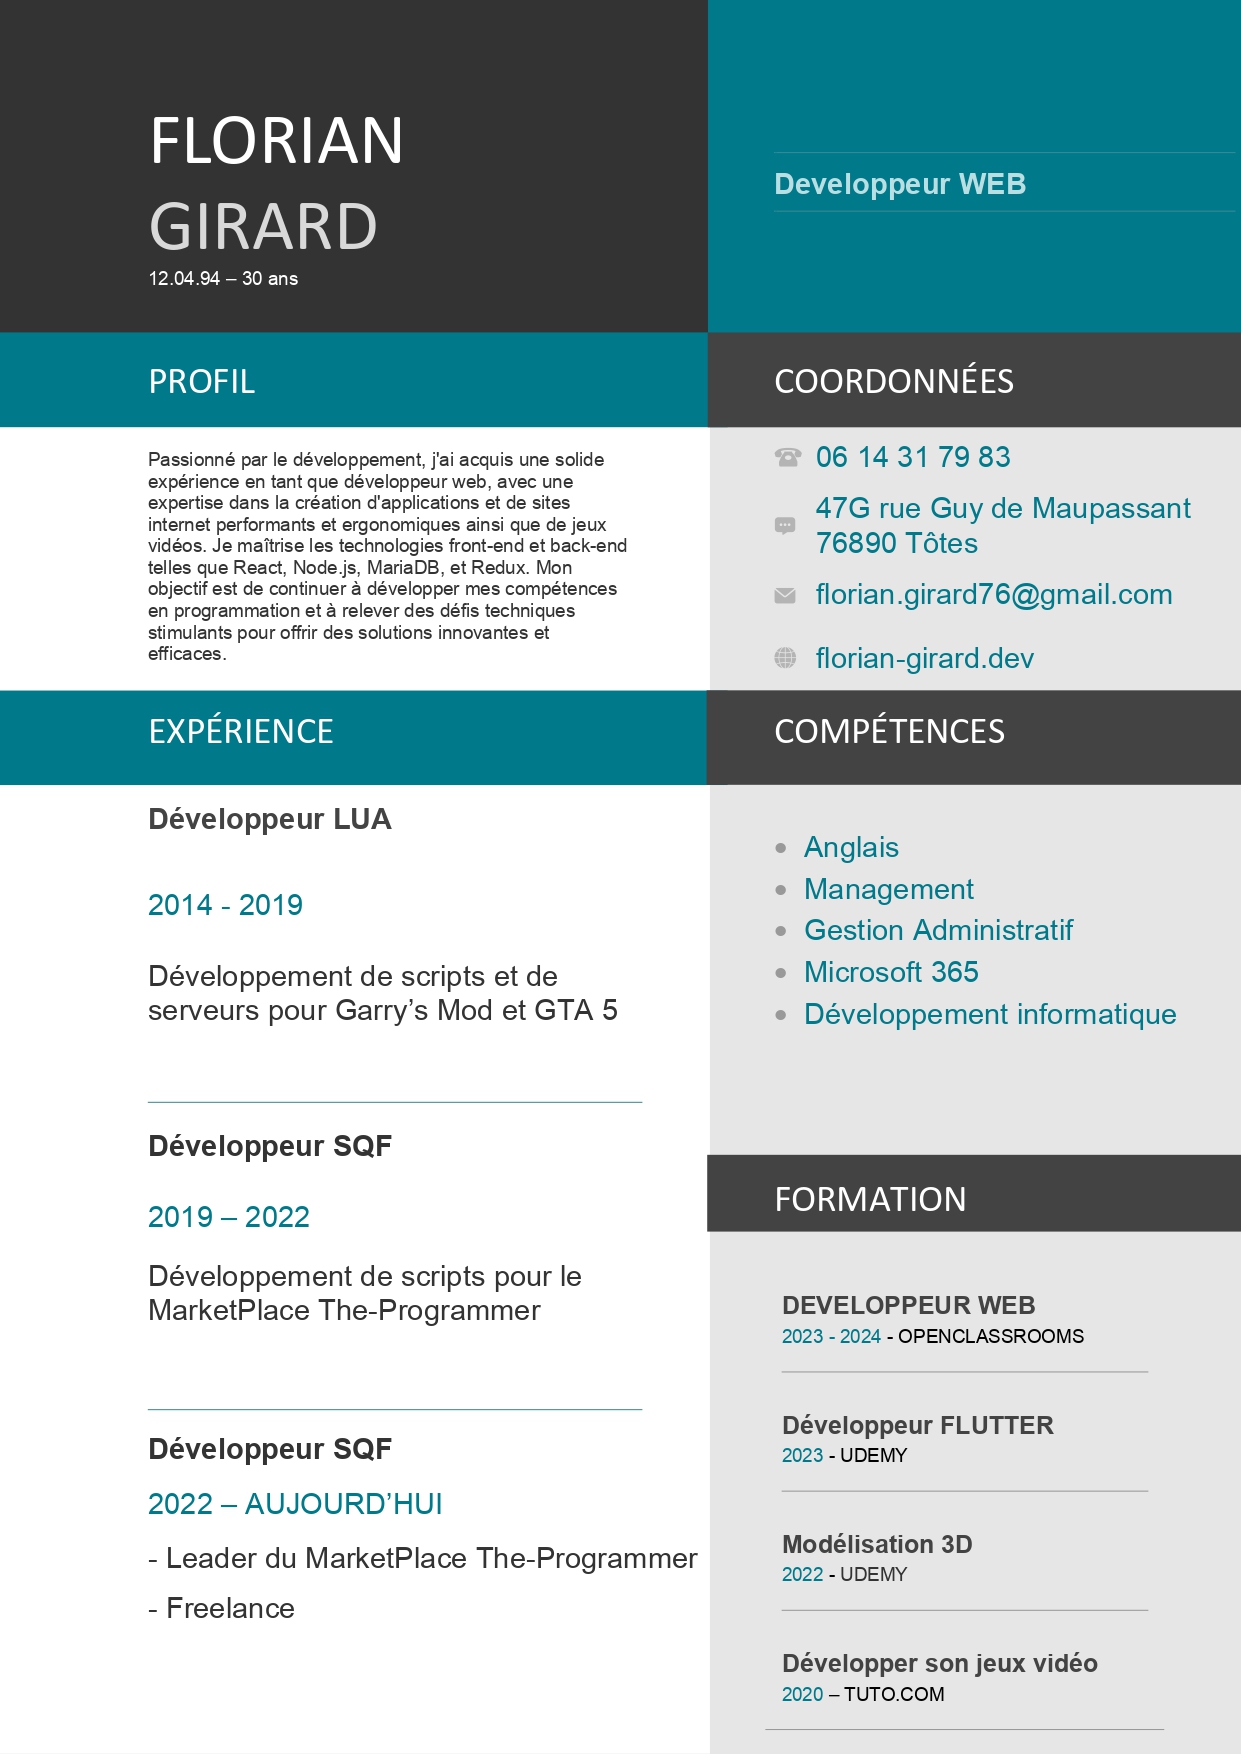 FLORIAN
GIRARD
12.04.94 – 30 ans
Developpeur WEB
PROFIL
Passionné par le développement, j'ai acquis une solide
expérience en tant que développeur web, avec une
expertise dans la création d'applications et de sites
internet performants et ergonomiques ainsi que de jeux
vidéos. Je maîtrise les technologies front-end et back-end
telles que React, Node.js, MariaDB, et Redux. Mon
objectif est de continuer à développer mes compétences
en programmation et à relever des défis techniques
stimulants pour offrir des solutions innovantes et
efficaces.
COORDONNÉES
06 14 31 79 83
47G rue Guy de Maupassant
76890 Tôtes
florian.girard76@gmail.com
florian-girard.dev
EXPÉRIENCE
Développeur LUA
2014 - 2019
Développement de scripts et de
serveurs pour Garry’s Mod et GTA 5
Développeur SQF
2019 – 2022
Développement de scripts pour le
MarketPlace The-Programmer
Développeur SQF
2022 – AUJOURD’HUI
- Leader du MarketPlace The-Programmer
- Freelance
COMPÉTENCES
• Anglais
• Management
• Gestion Administratif
• Microsoft 365
• Développement informatique
FORMATION
DEVELOPPEUR WEB
2023 - 2024 - OPENCLASSROOMS
Développeur FLUTTER
2023 - UDEMY
Modélisation 3D
2022 - UDEMY
Développer son jeux vidéo
2020 – TUTO.COM